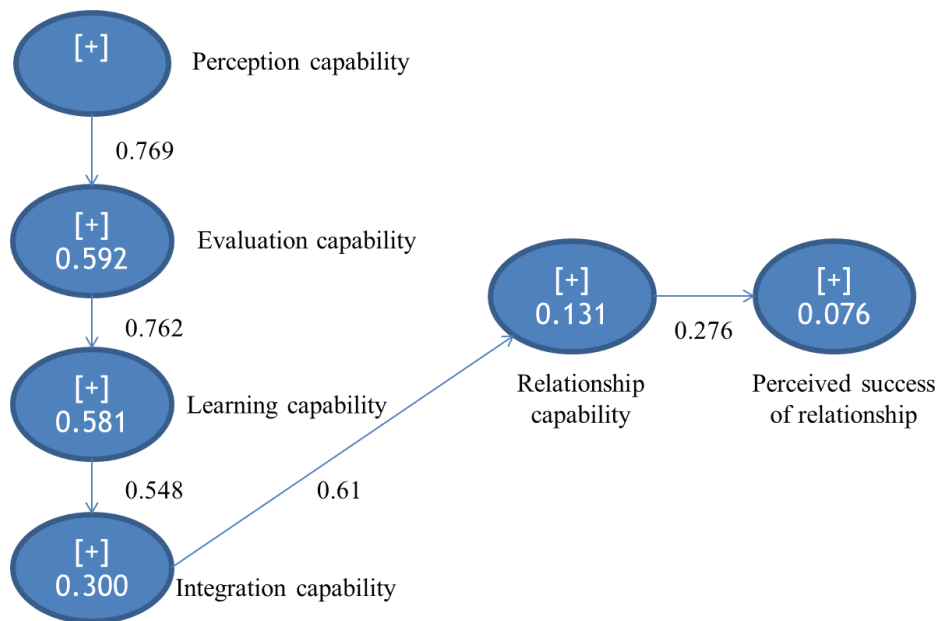 [+]
Perception capability
0.769
[+]
0.592
Evaluation capability
0.762
[+]
0.581
Learning capability
0.548
[+]
0.300
Integration capability
0.61
[+]
0.131
Relationship
capability
0.276
[+]
0.076
Perceived success
of relationship